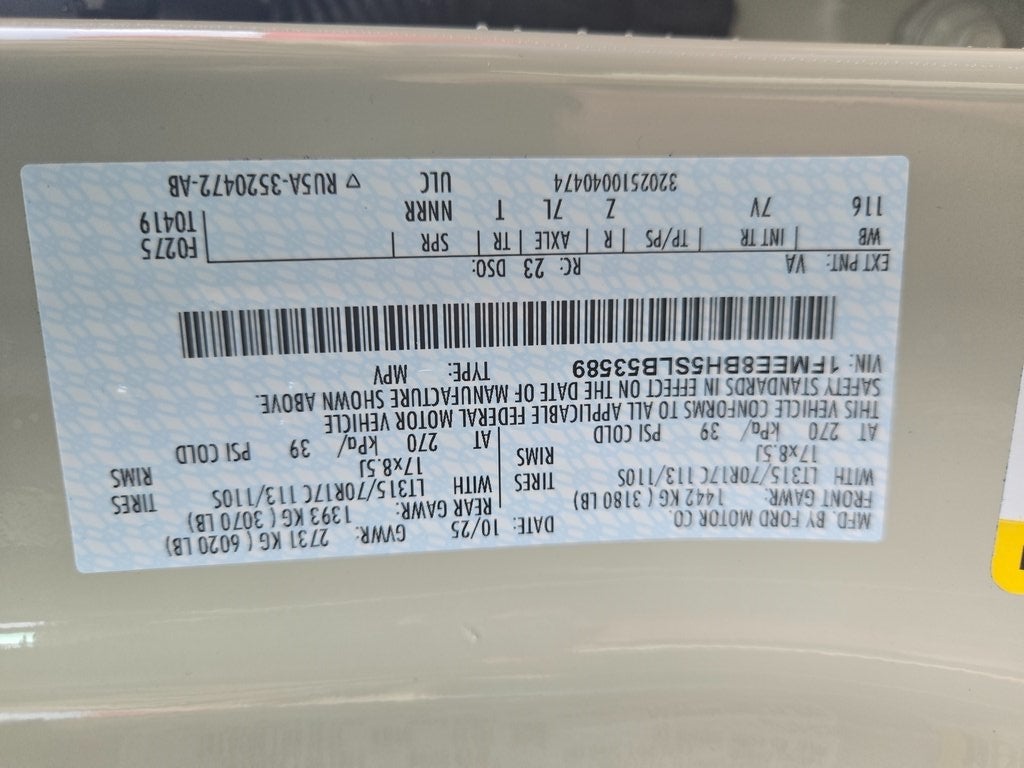 MFD. BY FORD MOTOR CO. DATE: 10/25 GVWR: 2731 KG ( 6020 LB)
FRONT GAWR: 1442 KG ( 3180 LB) REAR GAWR: 1393 KG ( 3070 LB)
WITH LT315/70R17C 113/110S TIRES WITH LT315/70R17C 113/110S TIRES
17x8.5J RIMS 17x8.5J RIMS
AT 270 kPa/ 39 PSI COLD AT 270 kPa/ 39 PSI COLD
THIS VEHICLE CONFORMS TO ALL APPLICABLE FEDERAL MOTOR VEHICLE
SAFETY STANDARDS IN EFFECT ON THE DATE OF MANUFACTURE SHOWN ABOVE.
VIN: 1FMEE8BH5SLB53589 TYPE: MPV
EXT PNT: VA RC: 23 DSO: F0275
WB | INT TR | TP/PS | R | AXLE | TR | SPR | T0419
116 7V Z 7L T NNRR
3202510040474 ULC ▽ RU5A-3520472-AB